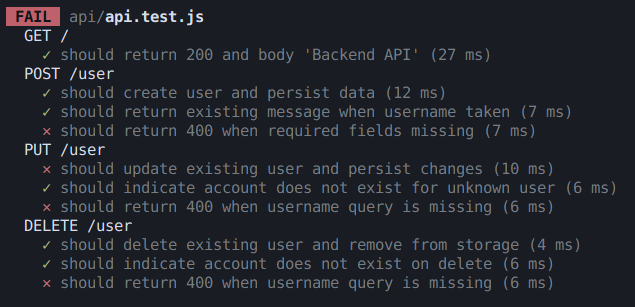 FAIL api/api.test.js
GET /
✓ should return 200 and body 'Backend API' (27 ms)
POST /user
✓ should create user and persist data (12 ms)
✓ should return existing message when username taken (7 ms)
✕ should return 400 when required fields missing (7 ms)
PUT /user
✕ should update existing user and persist changes (10 ms)
✓ should indicate account does not exist for unknown user (6 ms)
✕ should return 400 when username query is missing (6 ms)
DELETE /user
✓ should delete existing user and remove from storage (4 ms)
✓ should indicate account does not exist on delete (6 ms)
✕ should return 400 when username query is missing (6 ms)